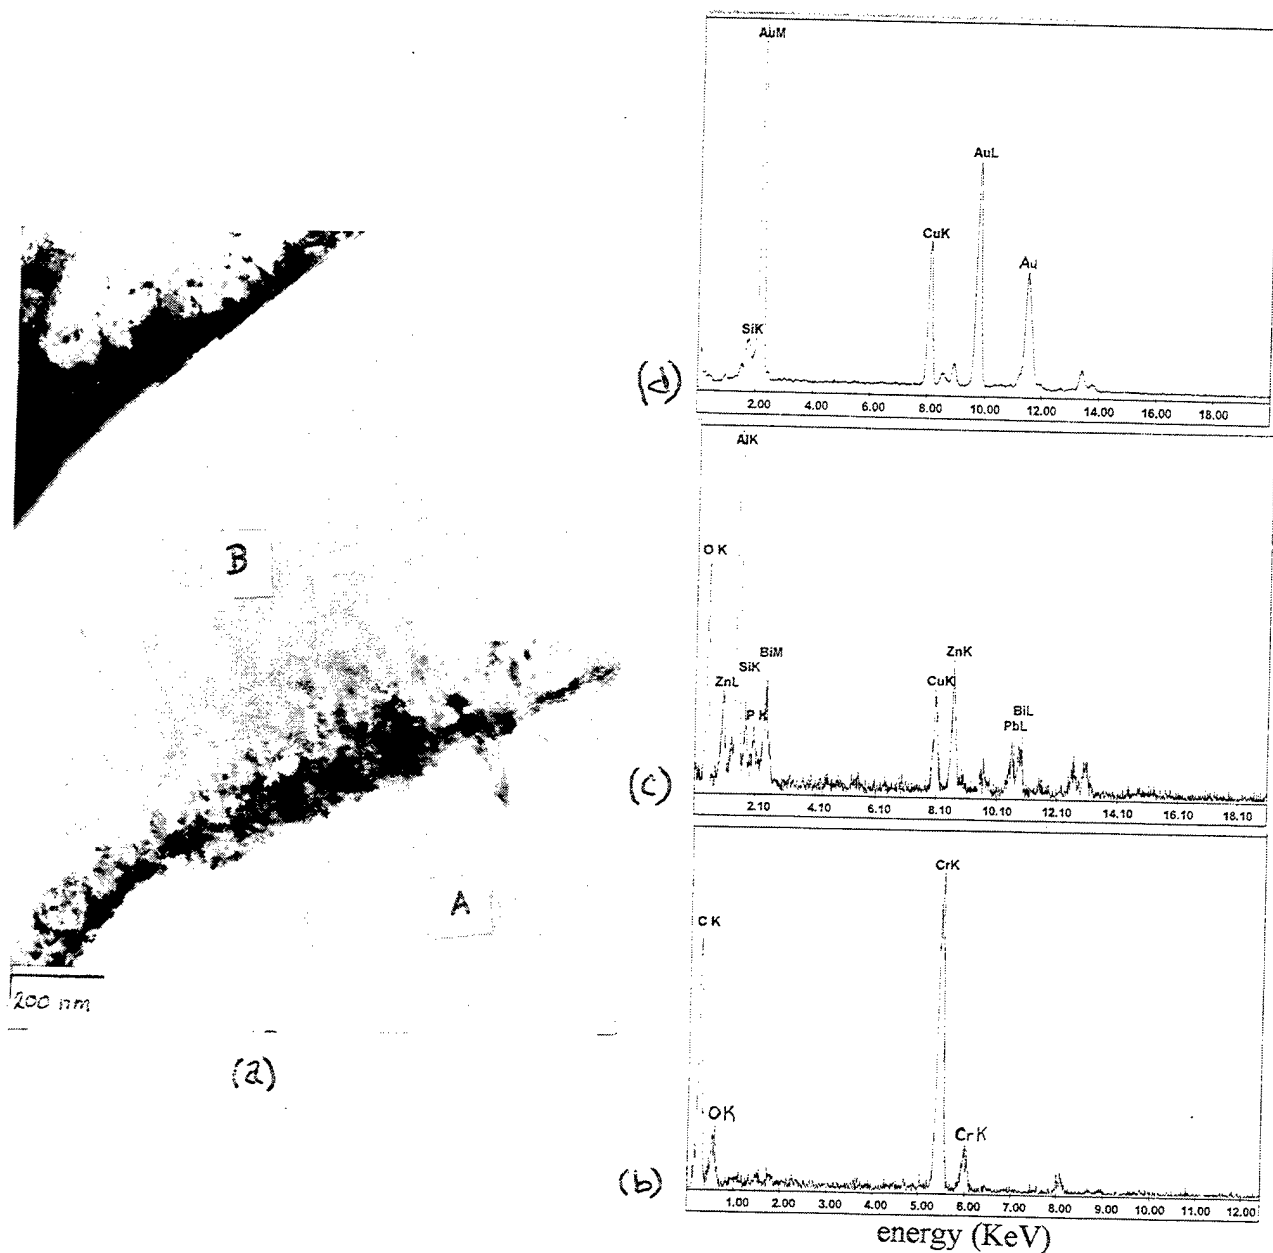 B
A
200 nm
(a)
AuM
AuL
CuK
Au
SiK
(d)
2.00 4.00 6.00 8.00 10.00 12.00 14.00 16.00 18.00
AlK
O K
BiM
ZnK
SiK
ZnL
CuK
P K
BiL
PbL
(c)
2.10 4.10 6.10 8.10 10.10 12.10 14.10 16.10 18.10
CrK
C K
OK
CrK
(b)
1.00 2.00 3.00 4.00 5.00 6.00 7.00 8.00 9.00 10.00 11.00 12.00
energy (KeV)